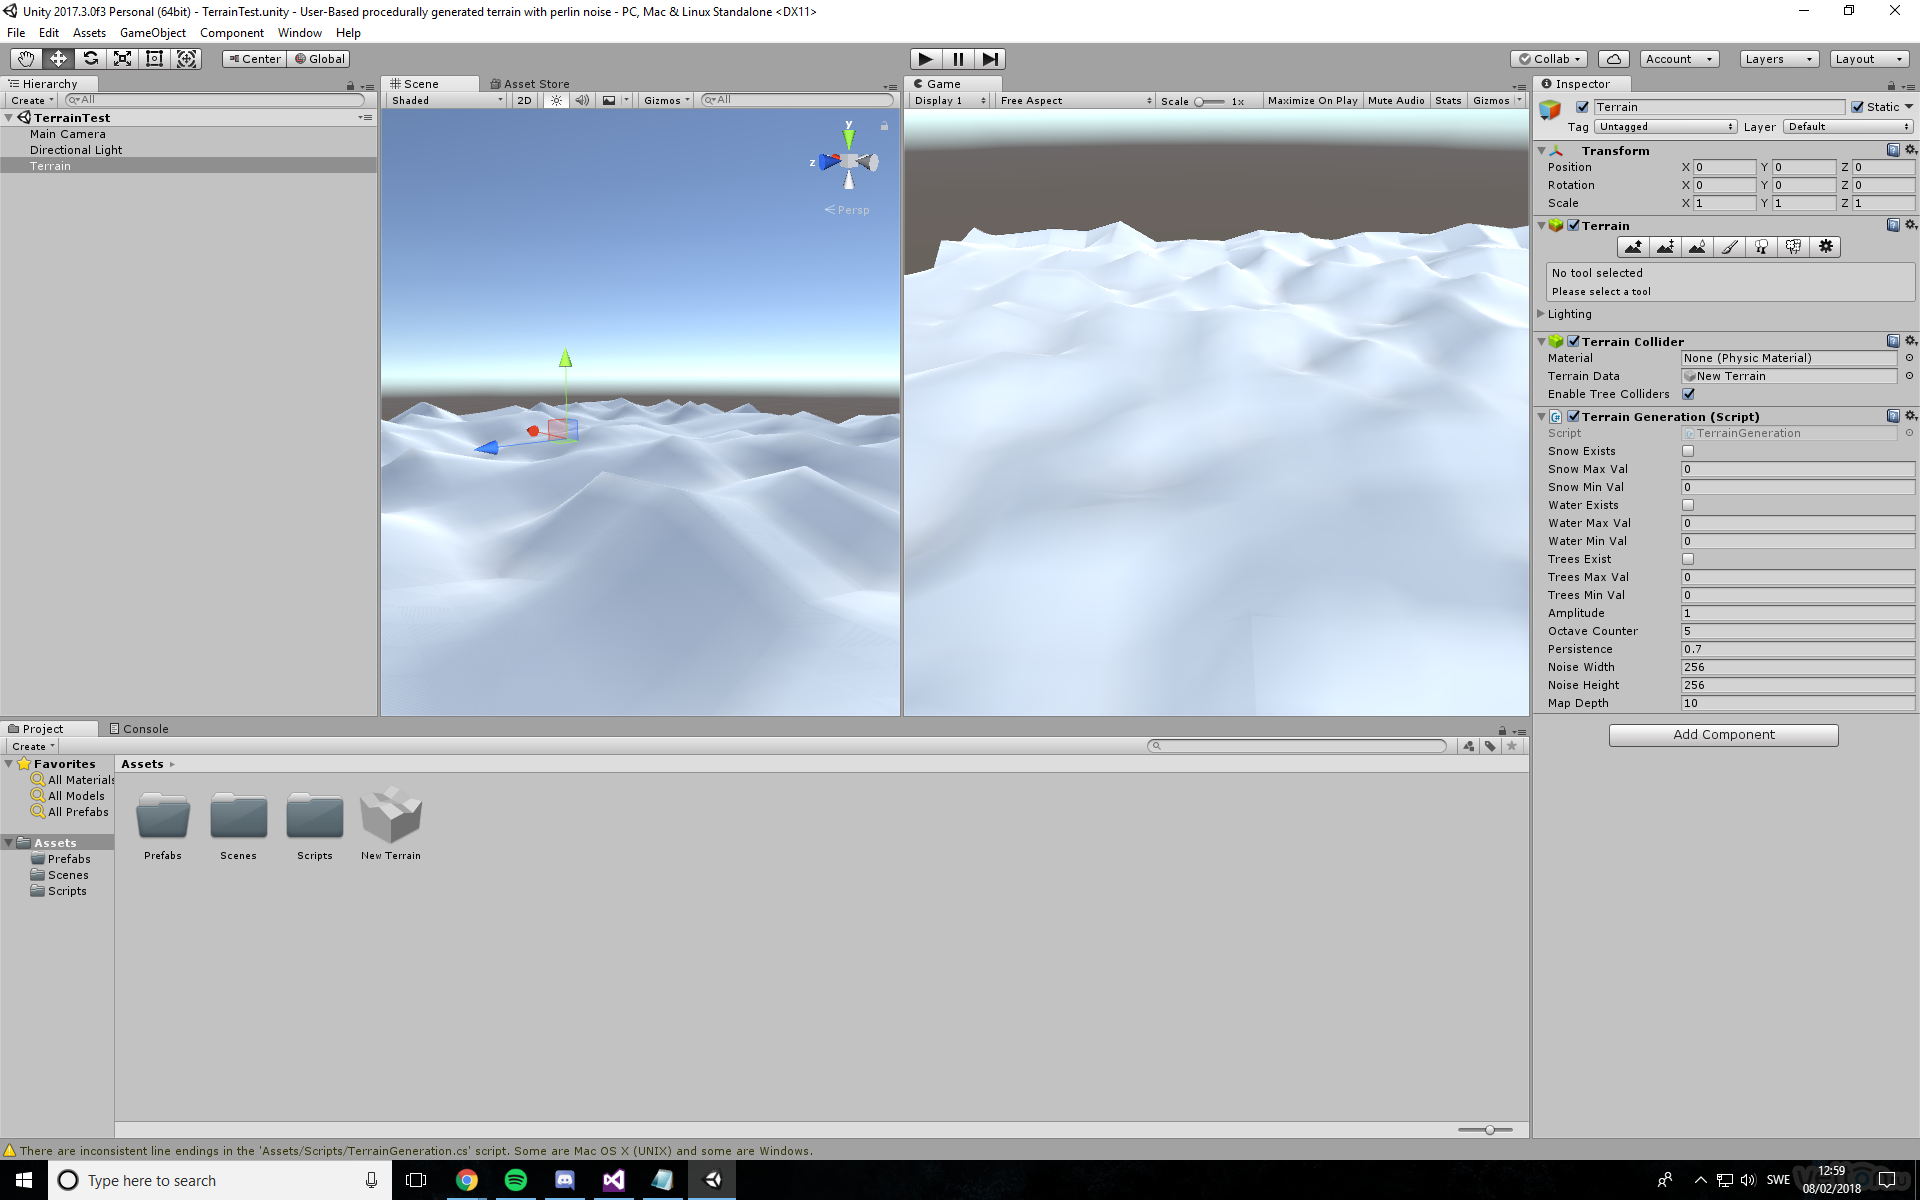 Unity 2017.3.0f3 Personal (64bit) - TerrainTest.unity - User-Based procedurally generated terrain with perlin noise - PC, Mac & Linux Standalone <DX11>
File Edit Assets GameObject Component Window Help
Center Global Collab Account Layers Layout
Hierarchy
Create All
TerrainTest
Main Camera
Directional Light
Terrain
Scene Asset Store
Shaded 2D Gizmos All
y
z
Persp
Game
Display 1 Free Aspect Scale 1x Maximize On Play Mute Audio Stats Gizmos
Inspector
Terrain Static
Tag Untagged Layer Default
Transform
Position X 0 Y 0 Z 0
Rotation X 0 Y 0 Z 0
Scale X 1 Y 1 Z 1
Terrain
No tool selected
Please select a tool
Lighting
Terrain Collider
Material None (Physic Material)
Terrain Data New Terrain
Enable Tree Colliders
Terrain Generation (Script)
Script TerrainGeneration
Snow Exists
Snow Max Val 0
Snow Min Val 0
Water Exists
Water Max Val 0
Water Min Val 0
Trees Exist
Trees Max Val 0
Trees Min Val 0
Amplitude 1
Octave Counter 5
Persistence 0.7
Noise Width 256
Noise Height 256
Map Depth 10
Add Component
Project Console
Create
Favorites
All Materials
All Models
All Prefabs
Assets
Prefabs
Scenes
Scripts
Assets
Prefabs Scenes Scripts New Terrain
There are inconsistent line endings in the 'Assets/Scripts/TerrainGeneration.cs' script. Some are Mac OS X (UNIX) and some are Windows.
Type here to search
SWE
12:59
08/02/2018